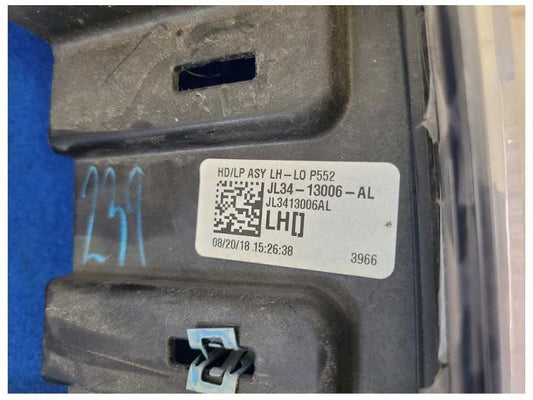 239
HD/LP ASY LH-LO P552
JL34-13006-AL
JL3413006AL
LH[]
08/20/18 15:26:38
3966